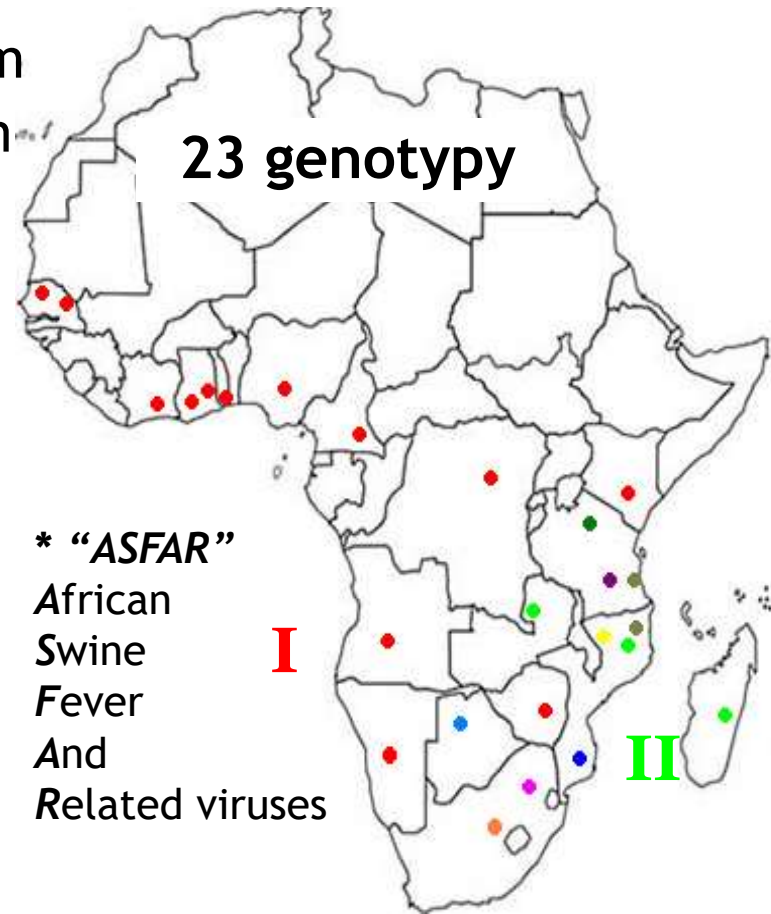 m
23 genotypy
* “ASFAR”
African
Swine
Fever
And
Related viruses
I
II